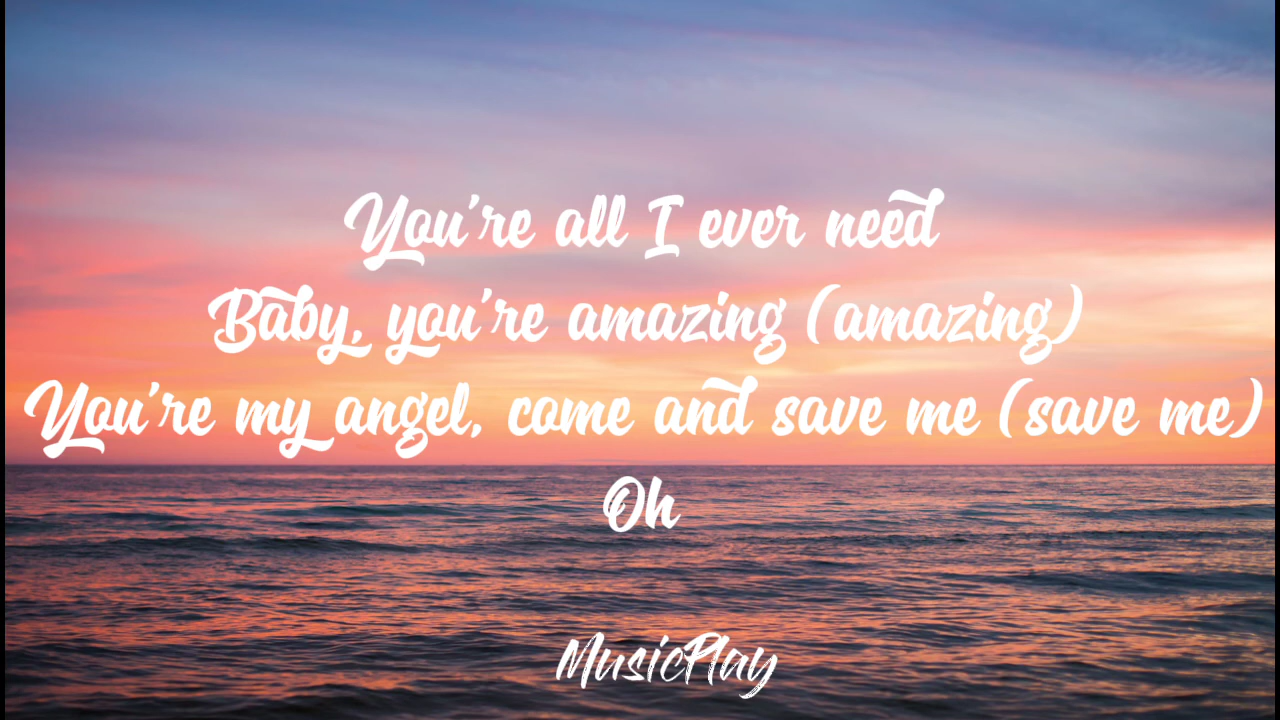 You're all I ever need
Baby, you're amazing (amazing)
You're my angel, come and save me (save me)
Oh
MusicPlay